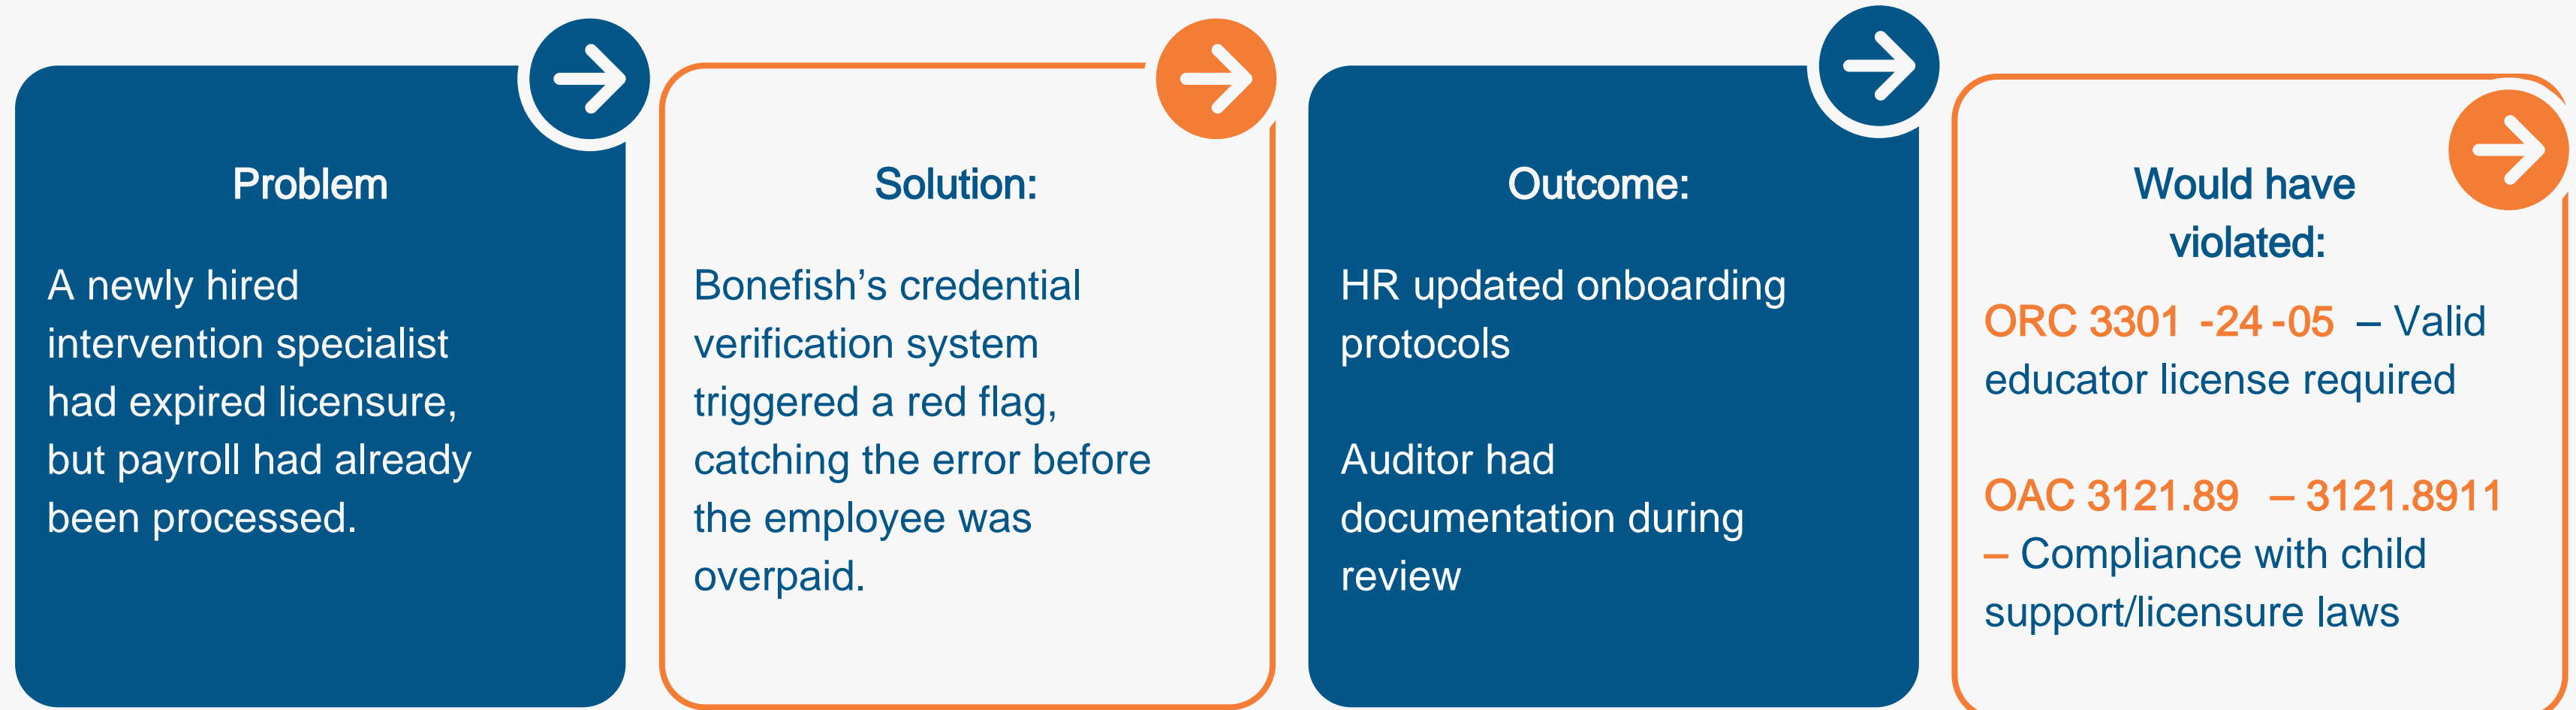 Problem
A newly hired
intervention specialist
had expired licensure,
but payroll had already
been processed.
Solution:
Bonefish’s credential
verification system
triggered a red flag,
catching the error before
the employee was
overpaid.
Outcome:
HR updated onboarding
protocols
Auditor had
documentation during
review
Would have
violated:
ORC 3301 -24 -05 – Valid
educator license required
OAC 3121.89 – 3121.8911
– Compliance with child
support/licensure laws